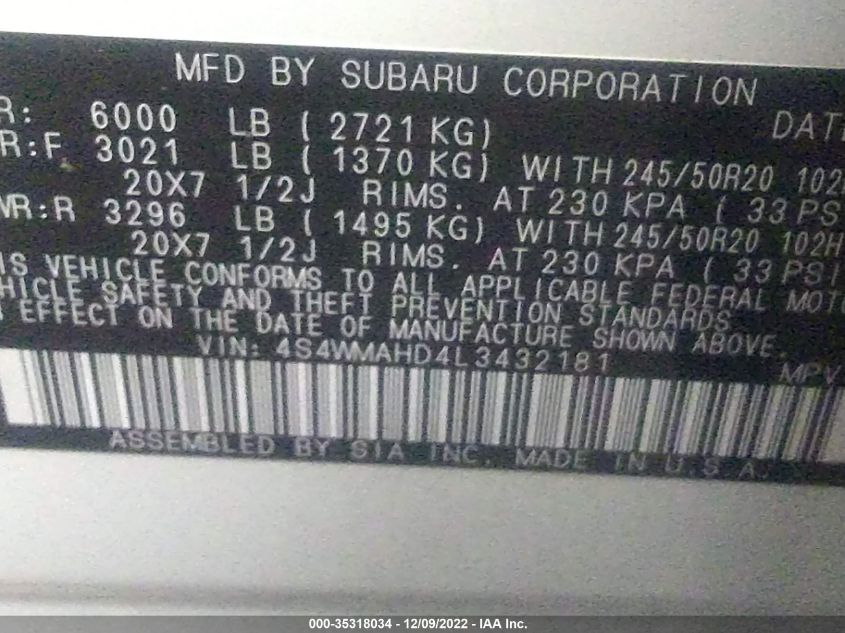 MFD BY SUBARU CORPORATION
R: 6000 LB ( 2721 KG) DAT
R:F 3021 LB ( 1370 KG) WITH 245/50R20 102
20X7 1/2J RIMS. AT 230 KPA ( 33 PS
WR:R 3296 LB ( 1495 KG) WITH 245/50R20 102H
20X7 1/2J RIMS. AT 230 KPA ( 33 PSI
IS VEHICLE CONFORMS TO ALL APPLICABLE FEDERAL MOTO
HICLE SAFETY AND THEFT PREVENTION STANDARDS
EFFECT ON THE DATE OF MANUFACTURE SHOWN ABOVE.
VIN: 4S4WMAHD4L3432181 MPV
ASSEMBLED BY SIA INC. MADE IN U.S.A.
000-35318034 - 12/09/2022 - IAA Inc.